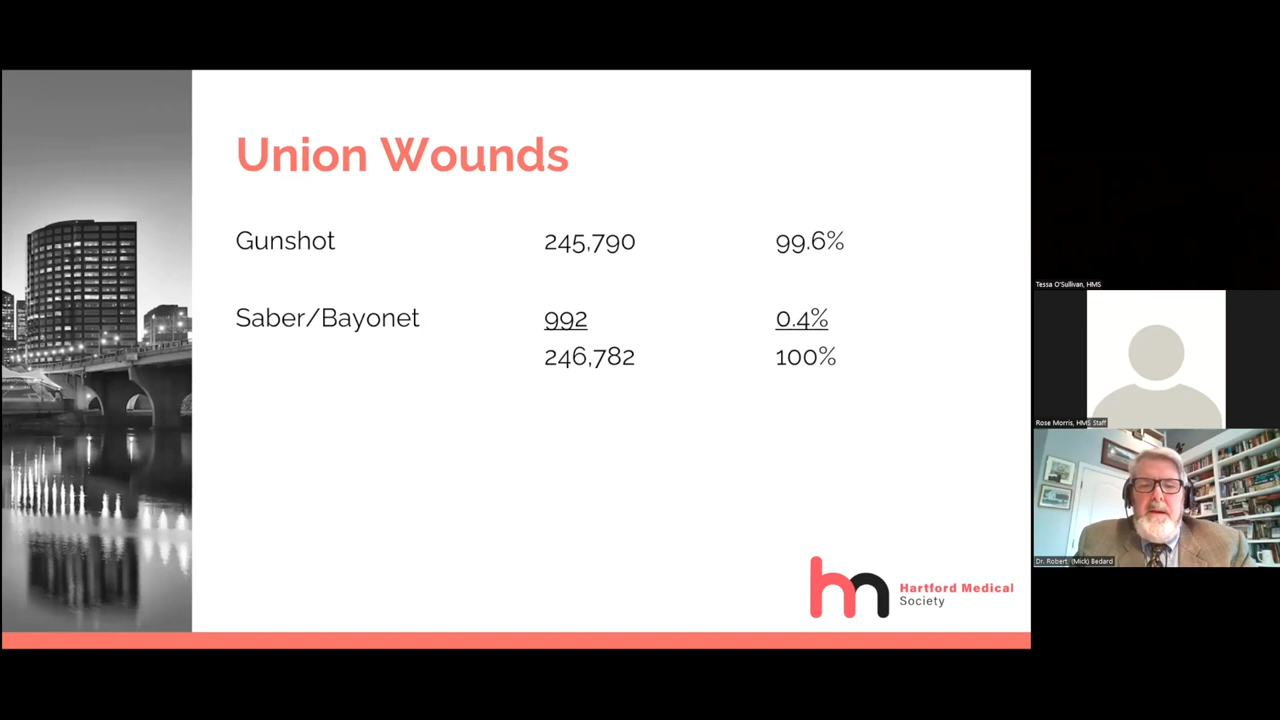 Union Wounds
Gunshot 245,790 99.6%
Saber/Bayonet 992 0.4%
246,782 100%
hm Hartford Medical
Society
Tessa O'Sullivan, HMS
Rose Morris, HMS Staff
Dr. Robert (Mick) Bedard